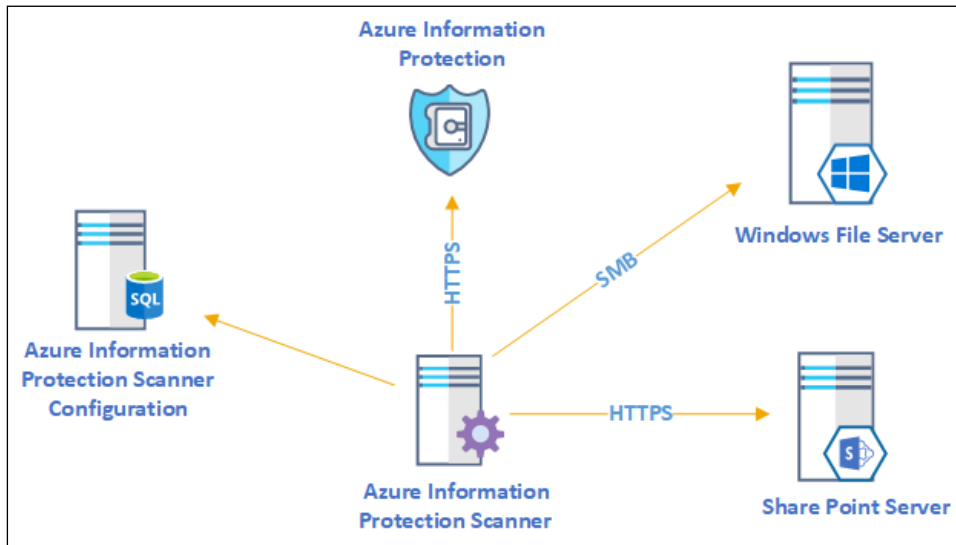 Azure Information
Protection
Windows File Server
SMB
HTTPS
SQL
Azure Information
Protection Scanner
Configuration
HTTPS
S
Azure Information
Protection Scanner
Share Point Server